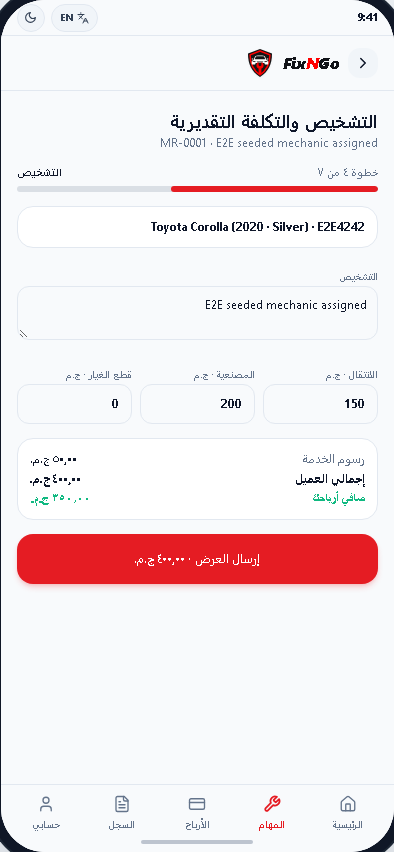 9:41
EN
FixNGo
التشخيص والتكلفة التقديرية
MR-0001 · E2E seeded mechanic assigned
خطوة ٤ من ٧
التشخيص
Toyota Corolla (2020 · Silver) · E2E4242
التشخيص
E2E seeded mechanic assigned
الانتقال · ج.م
المصنعية · ج.م
قطع الغيار · ج.م
150
200
0
رسوم الخدمة
٥٠٫٠٠ ج.م.
إجمالي العميل
٤٠٠٫٠٠ ج.م.
صافي أرباحك
٣٥٠٫٠٠ ج.م.
إرسال العرض · ٤٠٠٫٠٠ ج.م.
الرئيسية
المهام
الأرباح
السجل
حسابي